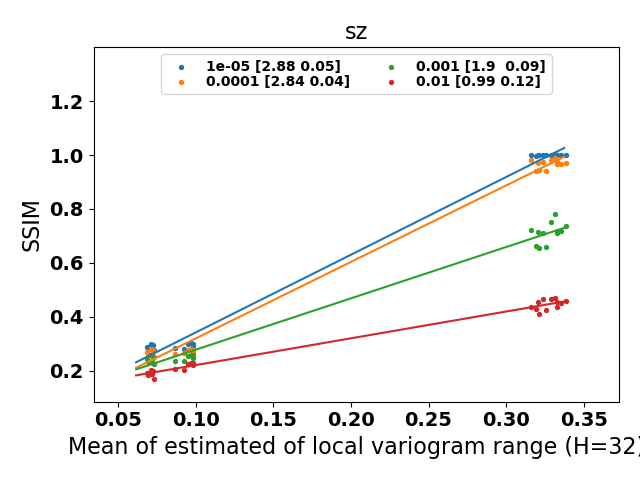 sz
1e-05 [2.88 0.05]
0.0001 [2.84 0.04]
0.001 [1.9  0.09]
0.01 [0.99 0.12]
SSIM
1.2
1.0
0.8
0.6
0.4
0.2
0.05 0.10 0.15 0.20 0.25 0.30 0.35
Mean of estimated of local variogram range (H=32)